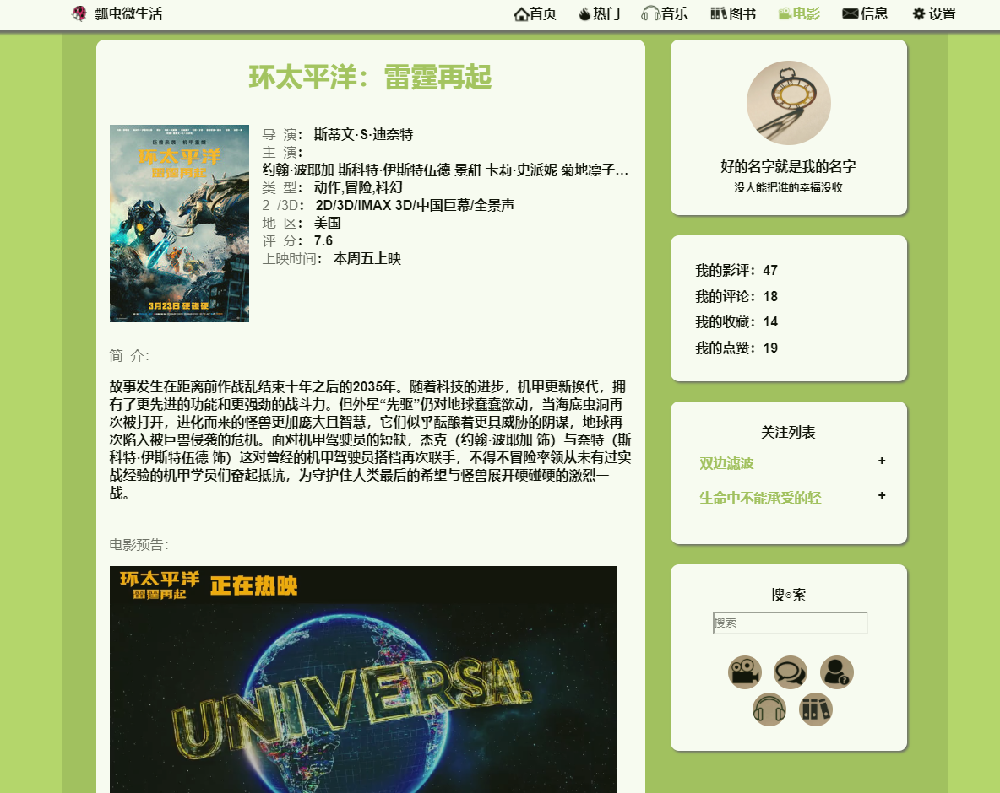 瓢虫微生活
首页
热门
音乐
图书
电影
信息
设置
环太平洋：雷霆再起
巨兽来袭 机甲重燃
环太平洋
雷霆再起
3月23日 硬碰硬
导 演： 斯蒂文·S·迪奈特
主 演：
约翰·波耶加 斯科特·伊斯特伍德 景甜 卡莉·史派妮 菊地凛子…
类 型： 动作,冒险,科幻
2 /3D： 2D/3D/IMAX 3D/中国巨幕/全景声
地 区： 美国
评 分： 7.6
上映时间： 本周五上映
简 介：
故事发生在距离前作战乱结束十年之后的2035年。随着科技的进步，机甲更新换代，拥
有了更先进的功能和更强劲的战斗力。但外星“先驱”仍对地球蠢蠢欲动，当海底虫洞再
次被打开，进化而来的怪兽更加庞大且智慧，它们似乎酝酿着更具威胁的阴谋，地球再
次陷入被巨兽侵袭的危机。面对机甲驾驶员的短缺，杰克（约翰·波耶加 饰）与奈特（斯
科特·伊斯特伍德 饰）这对曾经的机甲驾驶员搭档再次联手，不得不冒险率领从未有过实
战经验的机甲学员们奋起抵抗，为守护住人类最后的希望与怪兽展开硬碰硬的激烈一
战。
电影预告：
环太平洋
雷霆再起
正在热映
UNIVERSAL
好的名字就是我的名字
没人能把谁的幸福没收
我的影评：47
我的评论：18
我的收藏：14
我的点赞：19
关注列表
双边滤波 +
生命中不能承受的轻 +
搜⊙索
搜索